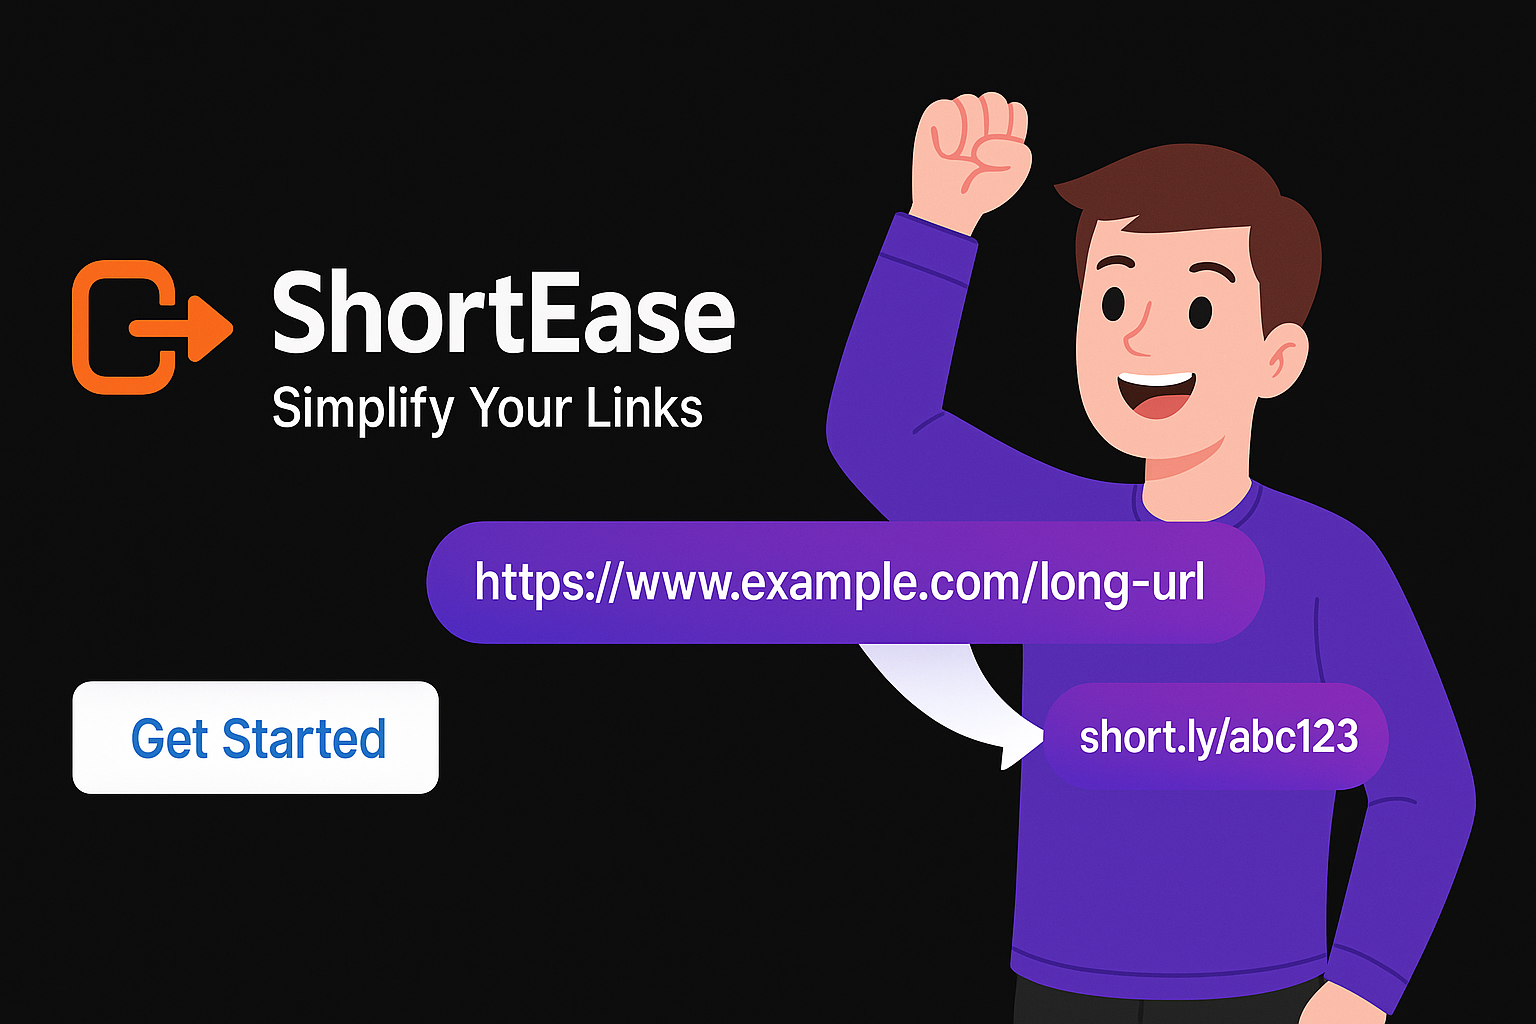 ShortEase
Simplify Your Links
https://www.example.com/long-url
Get Started
short.ly/abc123